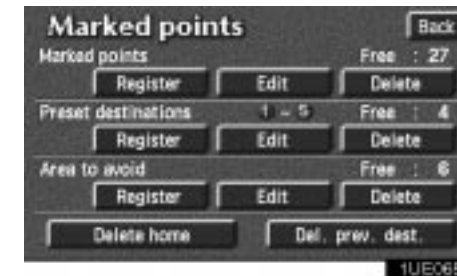 Marked points Back
Marked points Free : 27
Register Edit Delete
Preset destinations 1 ~ 5 Free : 4
Register Edit Delete
Area to avoid Free : 6
Register Edit Delete
Delete home Del. prev. dest.